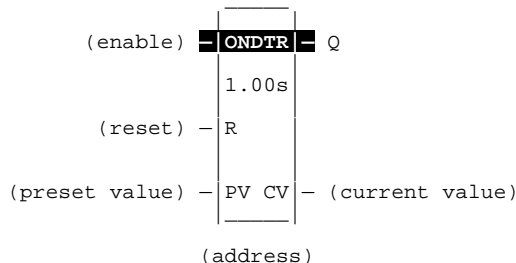 (enable) ONDTR Q
1.00s
(reset) R
(preset value) PV CV (current value)
(address)